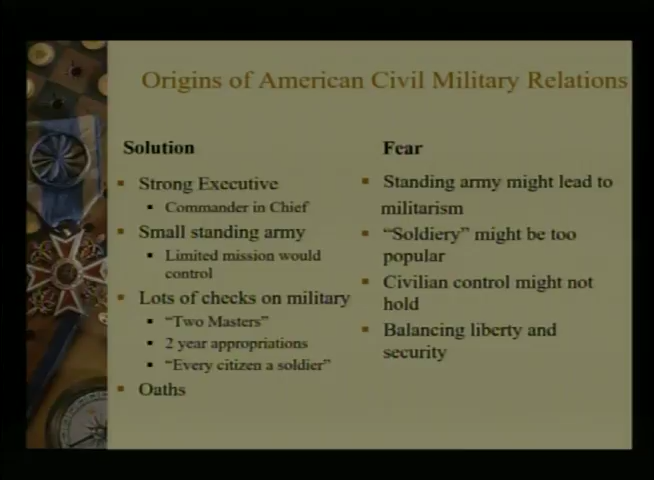 Origins of American Civil Military Relations
Solution
Strong Executive
Commander in Chief
Small standing army
Limited mission would
control
Lots of checks on military
“Two Masters”
2 year appropriations
“Every citizen a soldier”
Oaths
Fear
Standing army might lead to
militarism
“Soldiery” might be too
popular
Civilian control might not
hold
Balancing liberty and
security